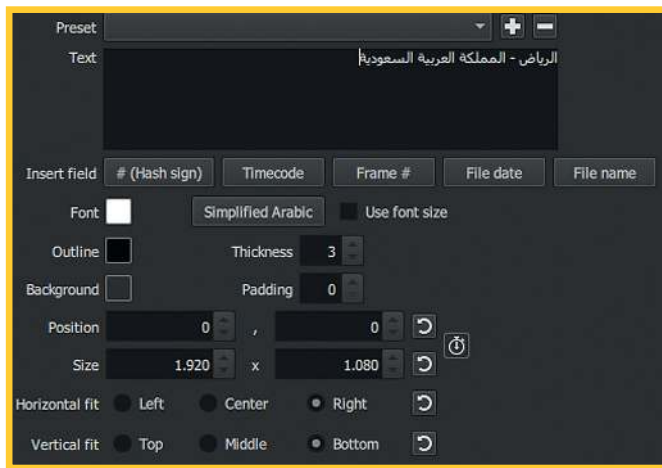 Preset
Text
الرياض - المملكة العربية السعودية
Insert field # (Hash sign) Timecode Frame # File date File name
Font Simplified Arabic Use font size
Outline Thickness 3
Background Padding 0
Position 0 , 0
Size 1.920 x 1.080
Horizontal fit Left Center Right
Vertical fit Top Middle Bottom